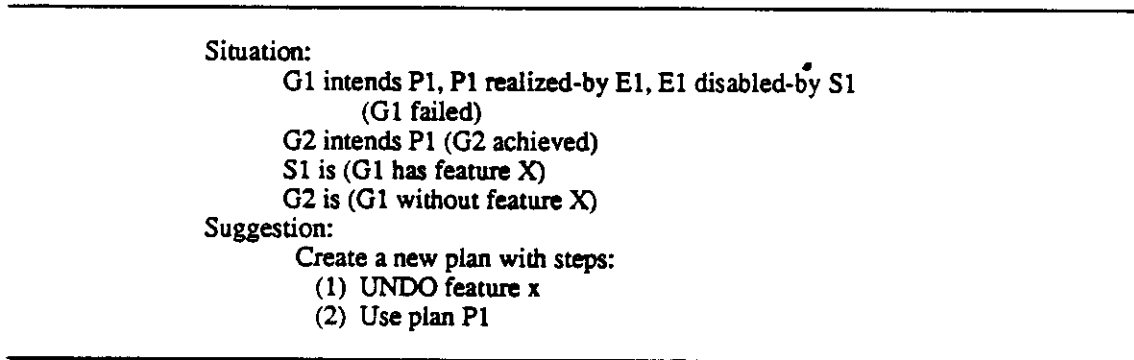 Situation:
G1 intends P1, P1 realized-by E1, E1 disabled-by S1
(G1 failed)
G2 intends P1 (G2 achieved)
S1 is (G1 has feature X)
G2 is (G1 without feature X)
Suggestion:
Create a new plan with steps:
(1) UNDO feature x
(2) Use plan P1